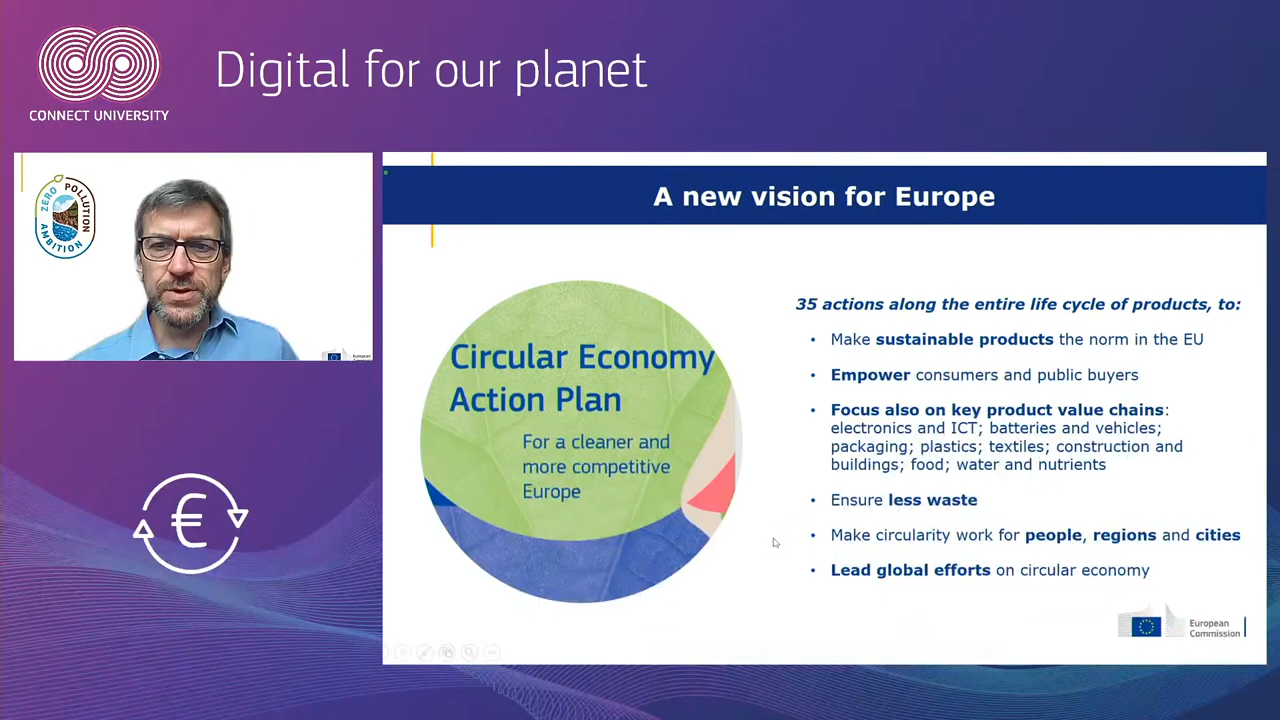 Digital for our planet
CONNECT UNIVERSITY
ZERO POLLUTION AMBITION
European
Commission
A new vision for Europe
Circular Economy
Action Plan
For a cleaner and
more competitive
Europe
35 actions along the entire life cycle of products, to:
• Make sustainable products the norm in the EU
• Empower consumers and public buyers
• Focus also on key product value chains:
electronics and ICT; batteries and vehicles;
packaging; plastics; textiles; construction and
buildings; food; water and nutrients
• Ensure less waste
• Make circularity work for people, regions and cities
• Lead global efforts on circular economy
European
Commission